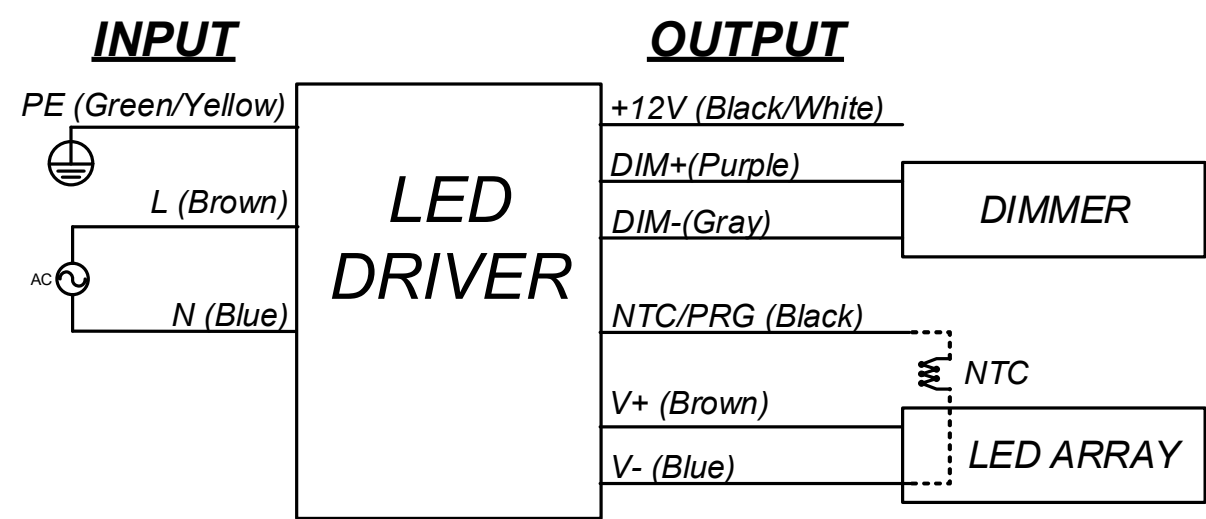 INPUT
OUTPUT
PE (Green/Yellow)
L (Brown)
AC
N (Blue)
LED
DRIVER
+12V (Black/White)
DIM+(Purple)
DIM-(Gray)
DIMMER
NTC/PRG (Black)
NTC
V+ (Brown)
V- (Blue)
LED ARRAY